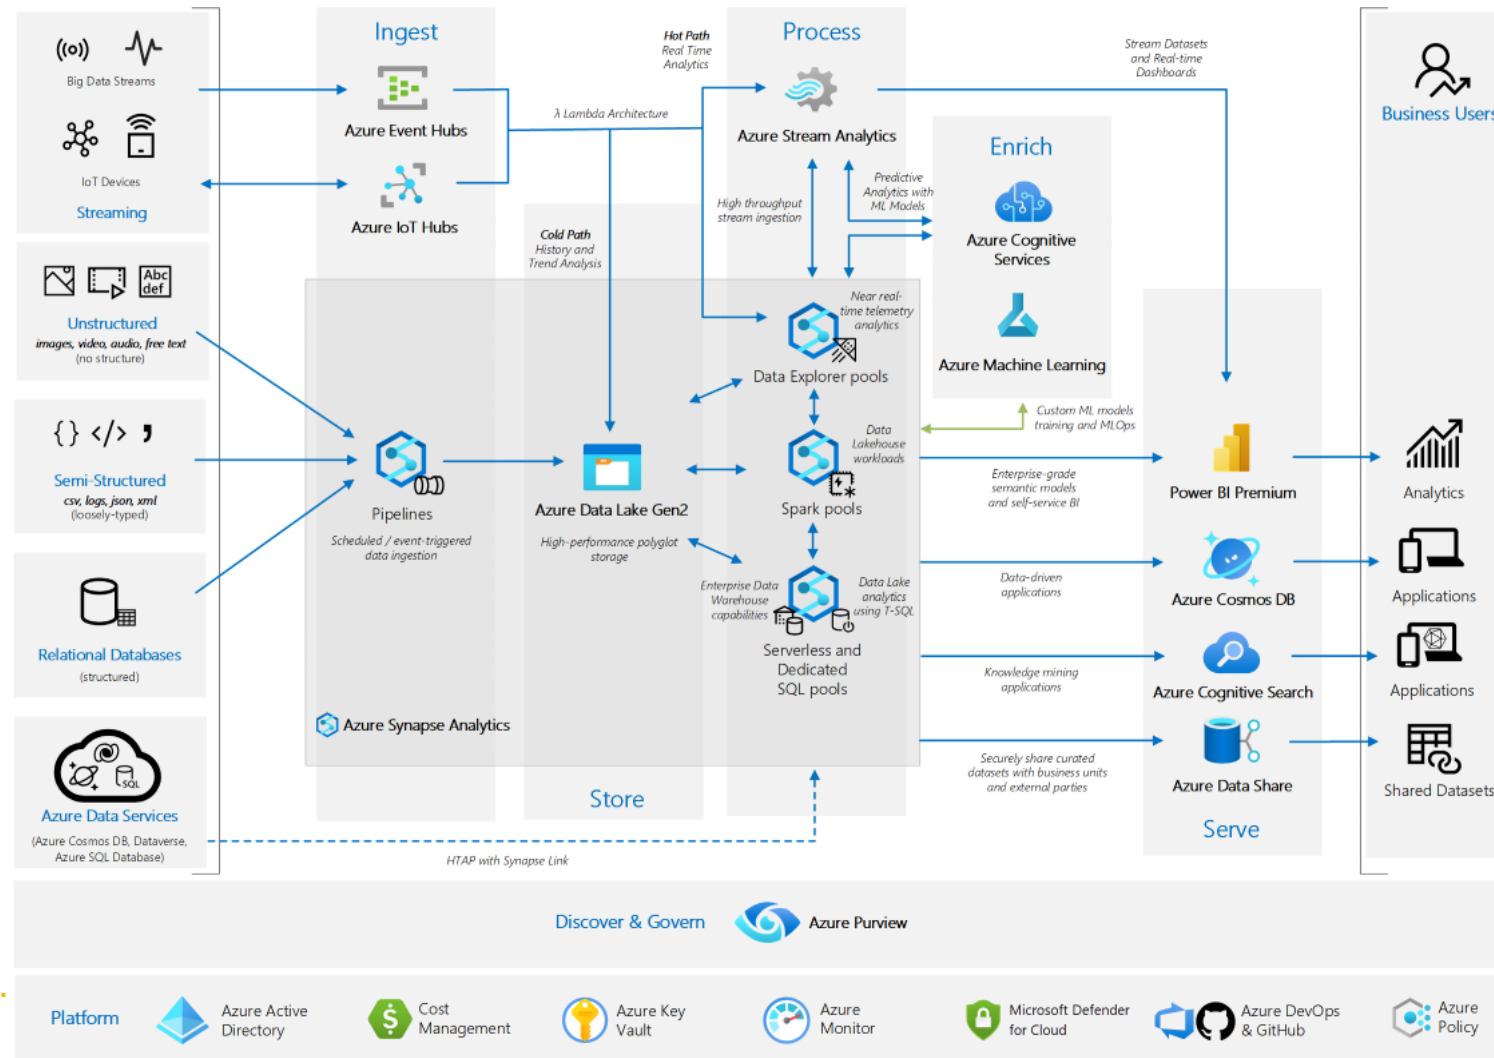 Big Data Streams
IoT Devices
Streaming
Abc
def
Unstructured
images, video, audio, free text
(no structure)
{ } </> ,
Semi-Structured
csv, logs, json, xml
(loosely-typed)
Relational Databases
(structured)
SQL
Azure Data Services
(Azure Cosmos DB, Dataverse,
Azure SQL Database)
Ingest
Azure Event Hubs
Azure IoT Hubs
Pipelines
Scheduled / event-triggered
data ingestion
Azure Synapse Analytics
λ Lambda Architecture
Cold Path
History and
Trend Analysis
Azure Data Lake Gen2
High-performance polyglot
storage
Store
HTAP with Synapse Link
Hot Path
Real Time
Analytics
Process
Azure Stream Analytics
High throughput
stream ingestion
Predictive
Analytics with
ML Models
Near real-
time telemetry
analytics
Data Explorer pools
Data
Lakehouse
workloads
Spark pools
Enterprise Data
Warehouse
capabilities
Data Lake
analytics
using T-SQL
Serverless and
Dedicated
SQL pools
Enrich
Azure Cognitive
Services
Azure Machine Learning
Custom ML models
training and MLOps
Stream Datasets
and Real-time
Dashboards
Enterprise-grade
semantic models
and self-service BI
Data-driven
applications
Knowledge mining
applications
Securely share curated
datasets with business units
and external parties
Power BI Premium
Azure Cosmos DB
Azure Cognitive Search
Azure Data Share
Serve
Business Users
Analytics
Applications
Applications
Shared Datasets
Discover & Govern
Azure Purview
Platform
Azure Active
Directory
Cost
Management
Azure Key
Vault
Azure
Monitor
Microsoft Defender
for Cloud
Azure DevOps
& GitHub
Azure
Policy